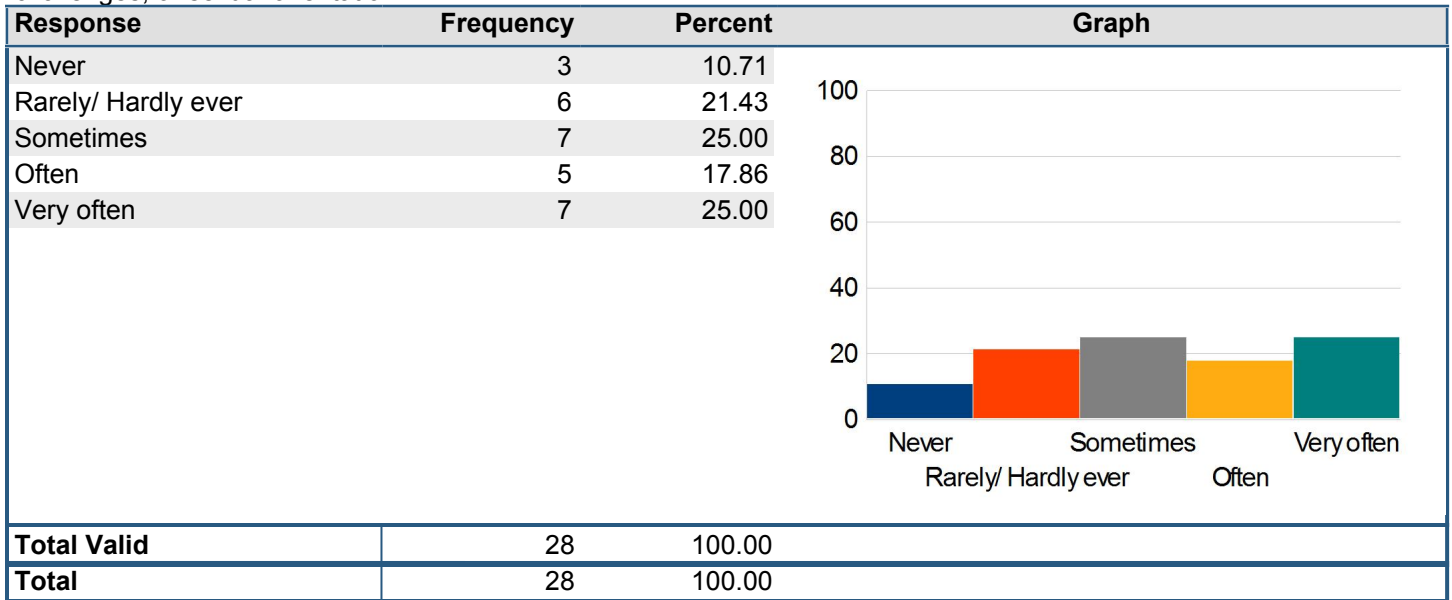 Response Frequency Percent Graph
Never 3 10.71
Rarely/ Hardly ever 6 21.43
Sometimes 7 25.00
Often 5 17.86
Very often 7 25.00
100
80
60
40
20
0
Never Sometimes Very often
Rarely/ Hardly ever Often
Total Valid 28 100.00
Total 28 100.00